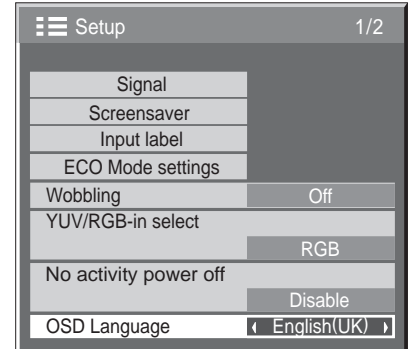 Setup 1/2
Signal
Screensaver
Input label
ECO Mode settings
Wobbling Off
YUV/RGB-in select
RGB
No activity power off
Disable
OSD Language English(UK)